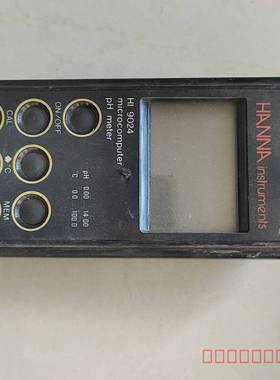 HANNA
instruments
HI 9024
microcomputer
pH meter
pH 0.00 14.00
°C 0.0 100.0
ON/OFF
CAL
°C
MEM